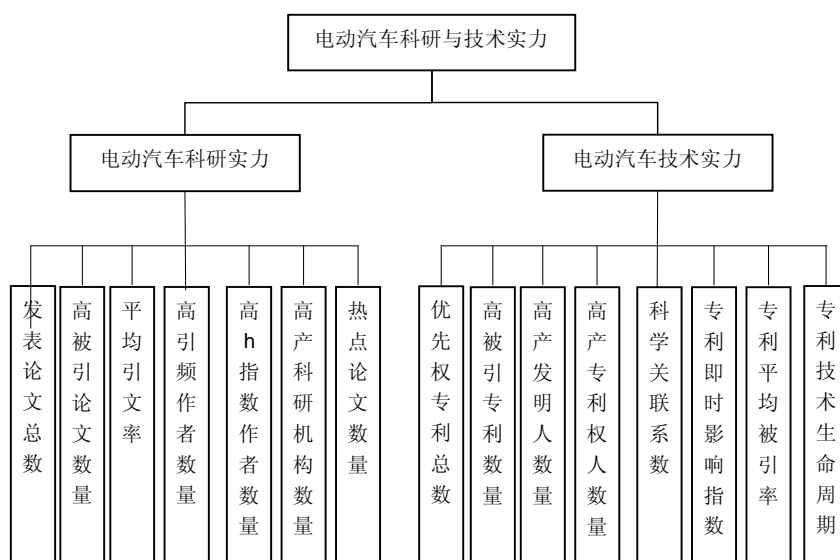 电动汽车科研与技术实力
电动汽车科研实力
电动汽车技术实力
发表论文总数
高被引论文数量
平均引文率
高引频作者数量
高h指数作者数量
高产科研机构数量
热点论文数量
优先权专利总数
高被引专利数量
高产发明人数量
高产专利权人数量
科学关联系数
专利即时影响指数
专利平均被引率
专利技术生命周期